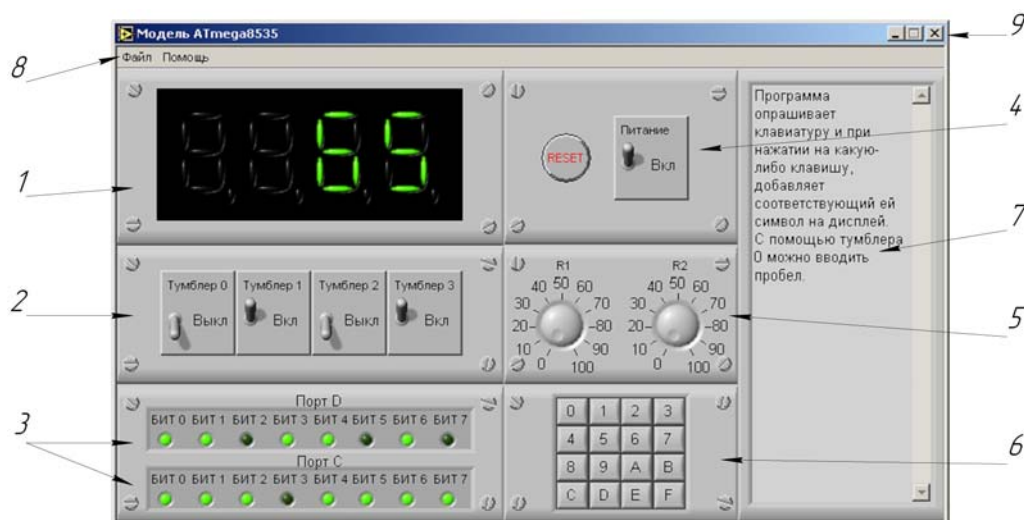 Модель ATmega8535
9
8
Файл Помощь
65
1
RESET
Питание
Вкл
4
Программа
опрашивает
клавиатуру и при
нажатии на какую-
либо клавишу,
добавляет
соответствующий ей
символ на дисплей.
С помощью тумблера
0 можно вводить
пробел.
7
2
Тумблер 0 Тумблер 1 Тумблер 2 Тумблер 3
Выкл Вкл Выкл Вкл
R1 R2
0 10 20 30 40 50 60 70 80 90 100
0 10 20 30 40 50 60 70 80 90 100
5
3
Порт D
БИТ 0 БИТ 1 БИТ 2 БИТ 3 БИТ 4 БИТ 5 БИТ 6 БИТ 7
Порт C
БИТ 0 БИТ 1 БИТ 2 БИТ 3 БИТ 4 БИТ 5 БИТ 6 БИТ 7
0 1 2 3
4 5 6 7
8 9 A B
C D E F
6